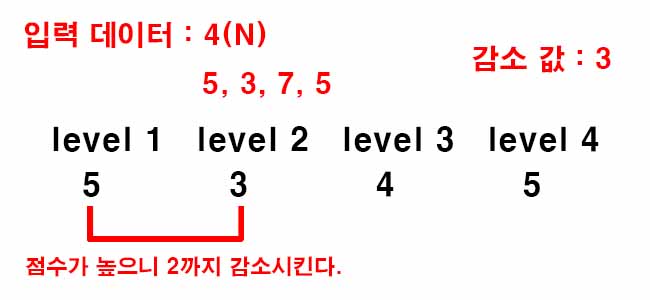 입력 데이터 : 4(N)
감소 값 : 3
5, 3, 7, 5
level 1 level 2 level 3 level 4
5 3 4 5
점수가 높으니 2까지 감소시킨다.